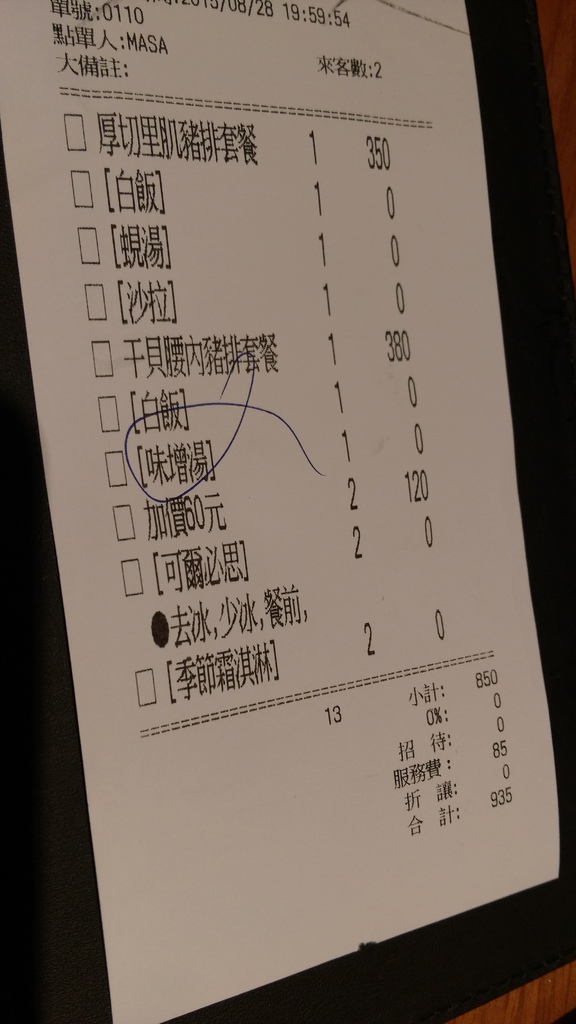 2015/08/28 19:59:54
單號:0110
點單人:MASA
大備註: 來客數:2
□ 厚切里肌豬排套餐 1 350
□ [白飯] 1 0
□ [蜆湯] 1 0
□ [沙拉] 1 0
□ 干貝腰內豬排套餐 1 380
□ [白飯] 1 0
□ [味增湯] 1 0
□ 加價60元 2 120
□ [可爾必思] 2 0
●去冰,少冰,餐前,
□ [季節霜淇淋] 2 0
13 小計: 850
0%: 0
招 待: 0
服務費: 85
折 讓: 0
合 計: 935